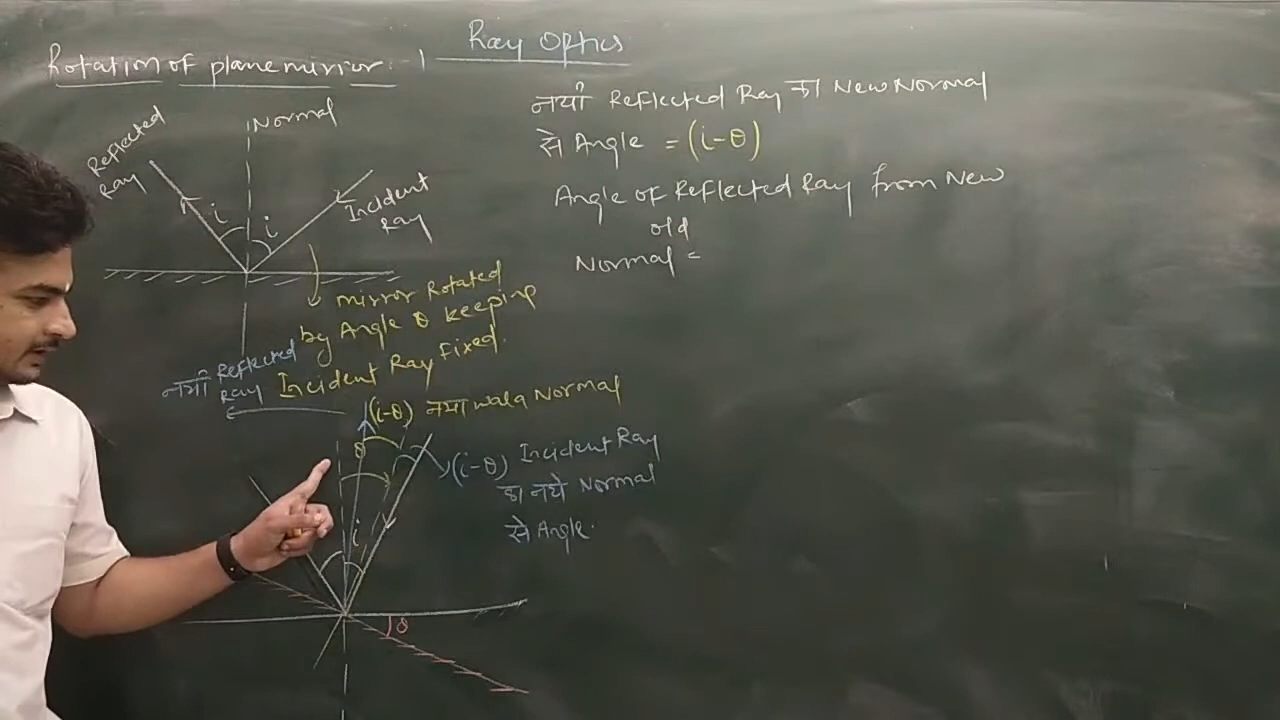 Ray Optics
Rotation of plane mirror :-
Normal
Reflected
Ray
i
i
Incident
Ray
mirror Rotated
by Angle θ keeping
Incident Ray Fixed.
नयी Reflected
Ray
(i-θ) नया wala Normal
θ
(i-θ) Incident Ray
का नये Normal
से Angle.
i
θ
नयी Reflected Ray का New Normal
से Angle = (i-θ)
Angle of Reflected Ray from New
old
Normal =